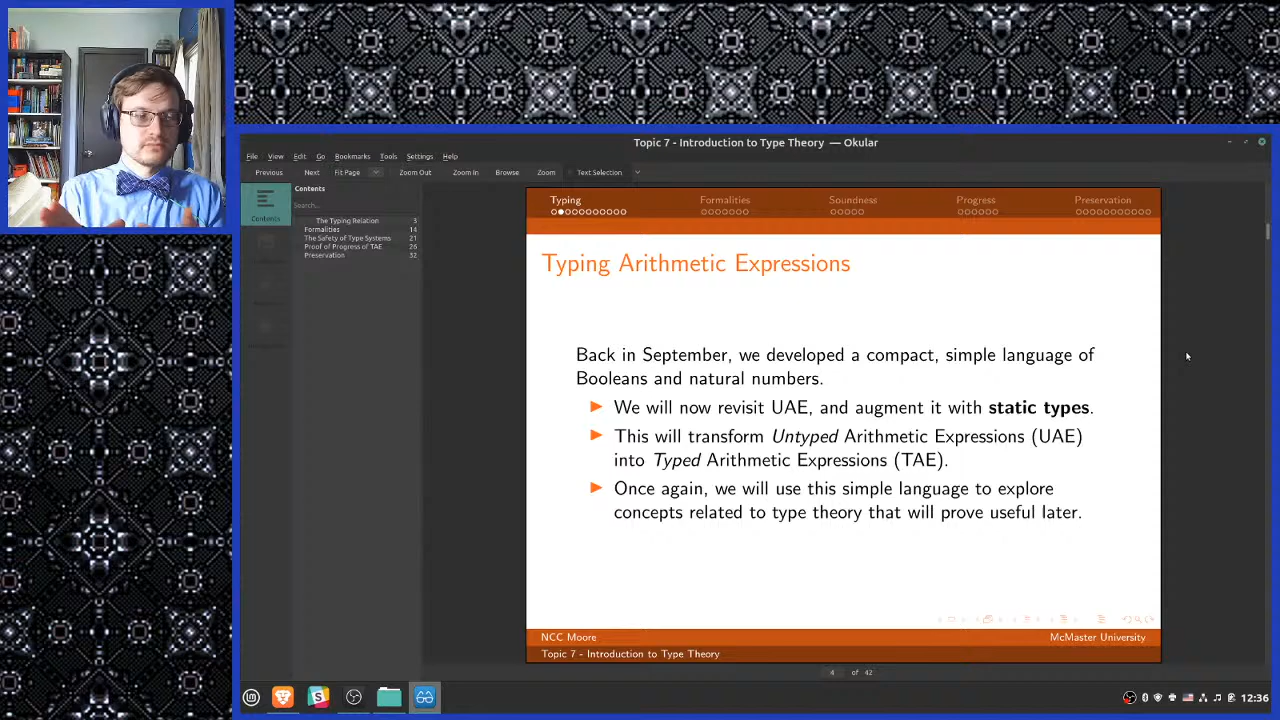 Topic 7 - Introduction to Type Theory — Okular
File View Edit Go Bookmarks Tools Settings Help
Previous Next Fit Page Zoom Out Zoom In Browse Zoom Text Selection
Contents
Contents
Search...
The Typing Relation 3
Formalities 14
The Safety of Type Systems 21
Proof of Progress of TAE 26
Preservation 32
Typing Formalities Soundness Progress Preservation
Typing Arithmetic Expressions
Back in September, we developed a compact, simple language of
Booleans and natural numbers.
We will now revisit UAE, and augment it with static types.
This will transform Untyped Arithmetic Expressions (UAE)
into Typed Arithmetic Expressions (TAE).
Once again, we will use this simple language to explore
concepts related to type theory that will prove useful later.
NCC Moore McMaster University
Topic 7 - Introduction to Type Theory
4 of 42
12:36